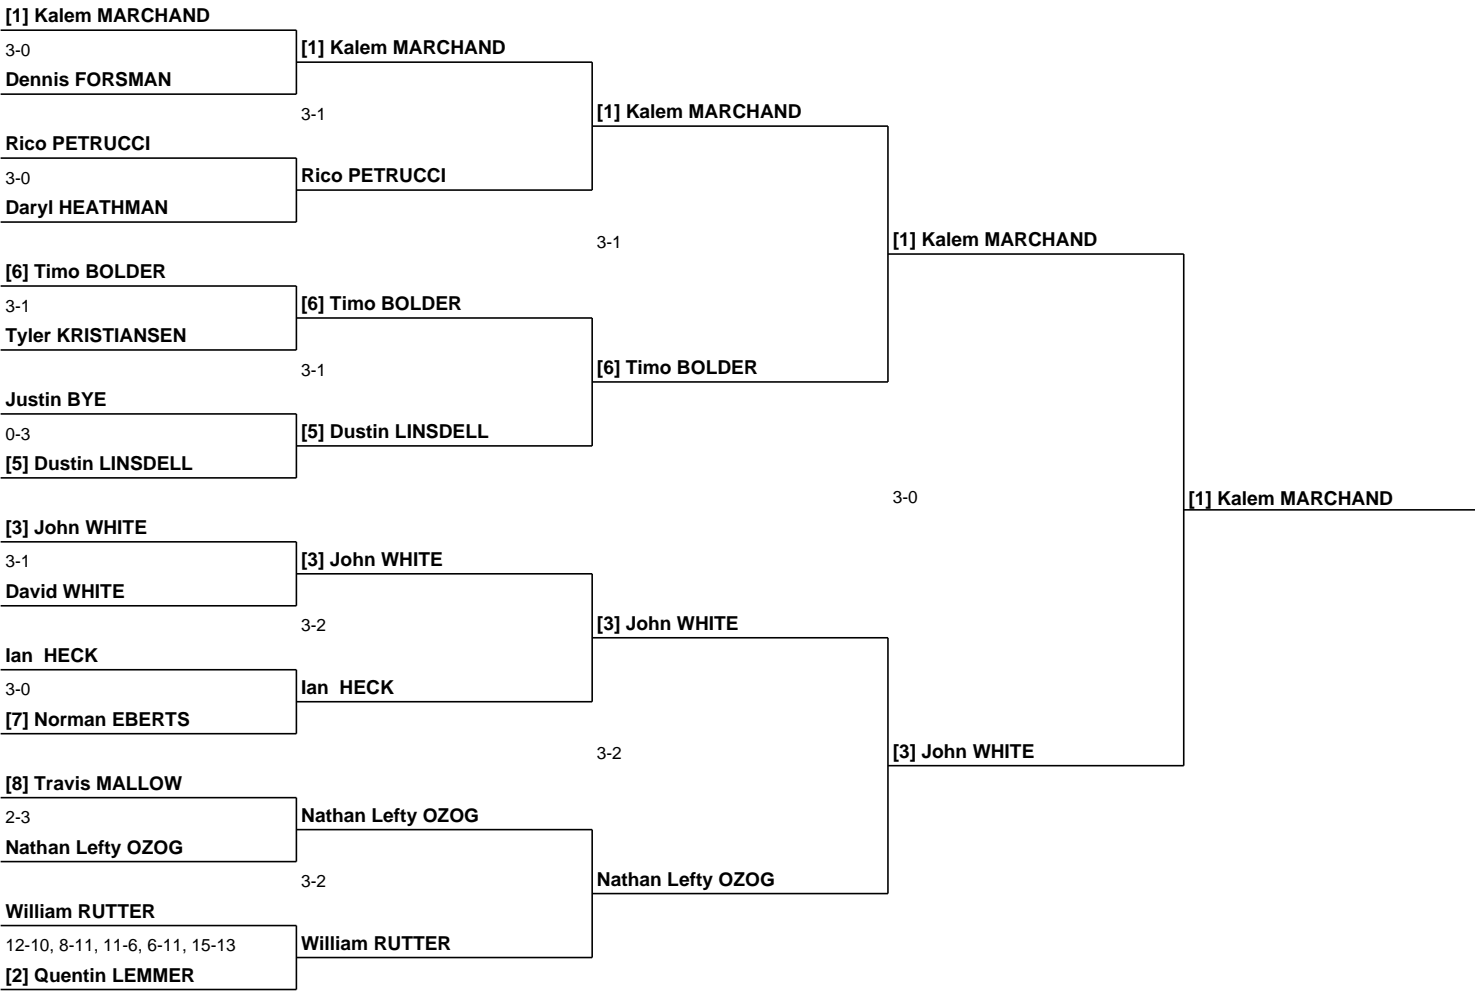 [1] Kalem MARCHAND
3-0
Dennis FORSMAN
Rico PETRUCCI
3-0
Daryl HEATHMAN
[6] Timo BOLDER
3-1
Tyler KRISTIANSEN
Justin BYE
0-3
[5] Dustin LINSDELL
[3] John WHITE
3-1
David WHITE
Ian  HECK
3-0
[7] Norman EBERTS
[8] Travis MALLOW
2-3
Nathan Lefty OZOG
William RUTTER
12-10, 8-11, 11-6, 6-11, 15-13
[2] Quentin LEMMER
[1] Kalem MARCHAND
3-1
Rico PETRUCCI
[6] Timo BOLDER
3-1
[5] Dustin LINSDELL
[3] John WHITE
3-2
Ian  HECK
Nathan Lefty OZOG
3-2
William RUTTER
[1] Kalem MARCHAND
3-1
[6] Timo BOLDER
[3] John WHITE
3-2
Nathan Lefty OZOG
[1] Kalem MARCHAND
3-0
[3] John WHITE
[1] Kalem MARCHAND